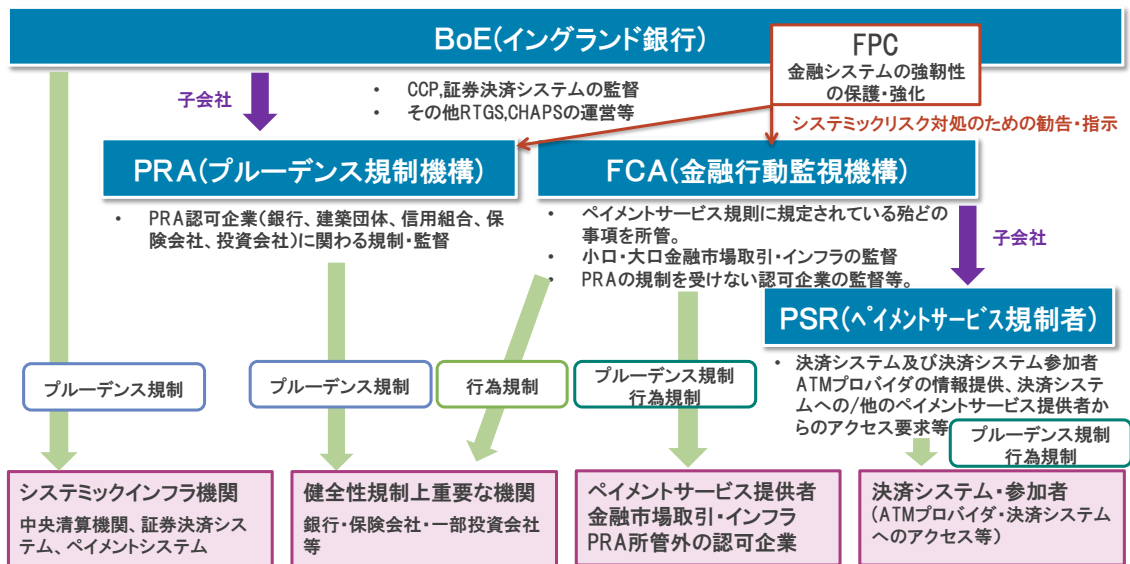 BoE(イングランド銀行)
FPC
金融システムの強靭性
の保護・強化
子会社
• CCP,証券決済システムの監督
• その他RTGS,CHAPSの運営等
システミックリスク対処のための勧告・指示
PRA(プルーデンス規制機構)
FCA(金融行動監視機構)
• PRA認可企業(銀行、建築団体、信用組合、保
険会社、投資会社)に関わる規制・監督
• ペイメントサービス規則に規定されている殆どの
事項を所管。
• 小口・大口金融市場取引・インフラの監督
• PRAの規制を受けない認可企業の監督等。
子会社
PSR(ペイメントサービス規制者)
• 決済システム及び決済システム参加者
ATMプロバイダの情報提供、決済システ
ムへの/他のペイメントサービス提供者か
らのアクセス要求等
プルーデンス規制
プルーデンス規制
行為規制
プルーデンス規制
行為規制
プルーデンス規制
行為規制
システミックインフラ機関
中央清算機関、証券決済シス
テム、ペイメントシステム
健全性規制上重要な機関
銀行・保険会社・一部投資会社
等
ペイメントサービス提供者
金融市場取引・インフラ
PRA所管外の認可企業
決済システム・参加者
(ATMプロバイダ・決済システム
へのアクセス等)